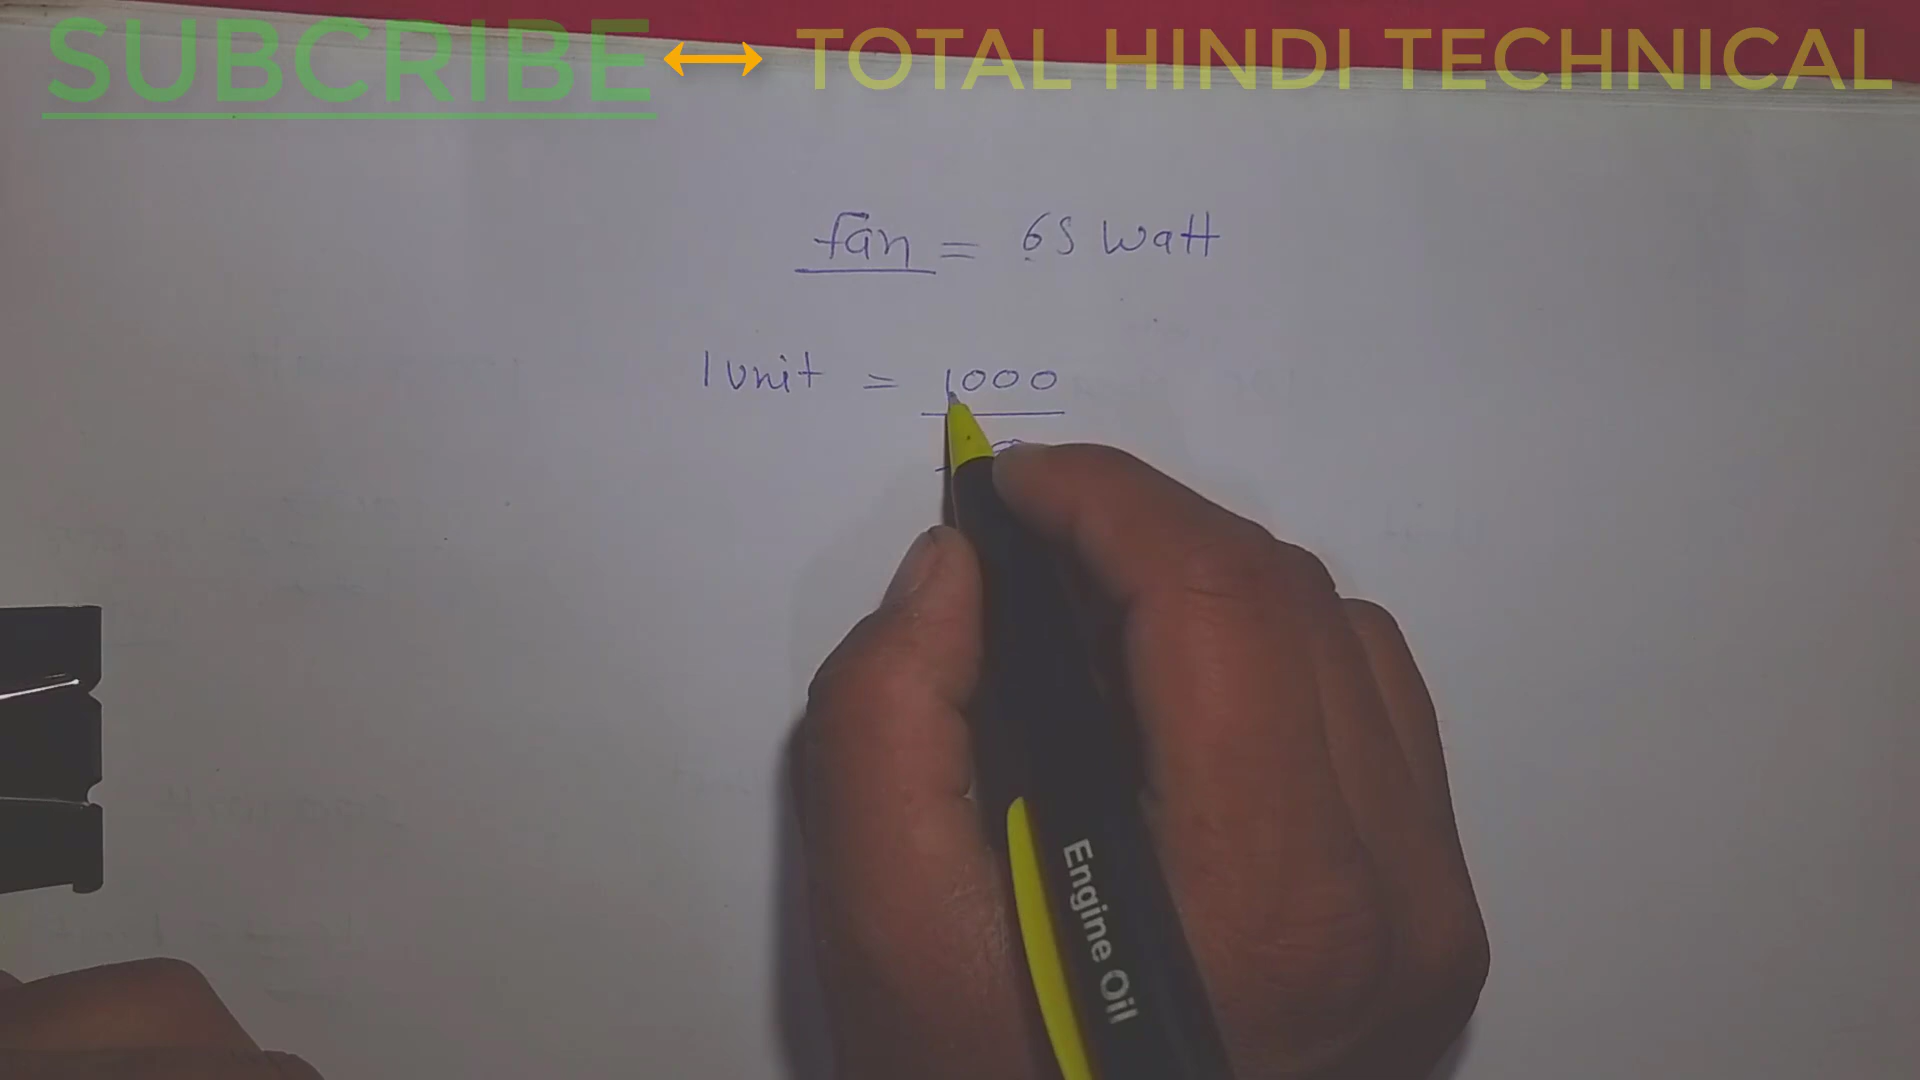 SUBCRIBE ↔ TOTAL HINDI TECHNICAL
fan = 65 Watt
1 Unit = 1000
Engine Oil